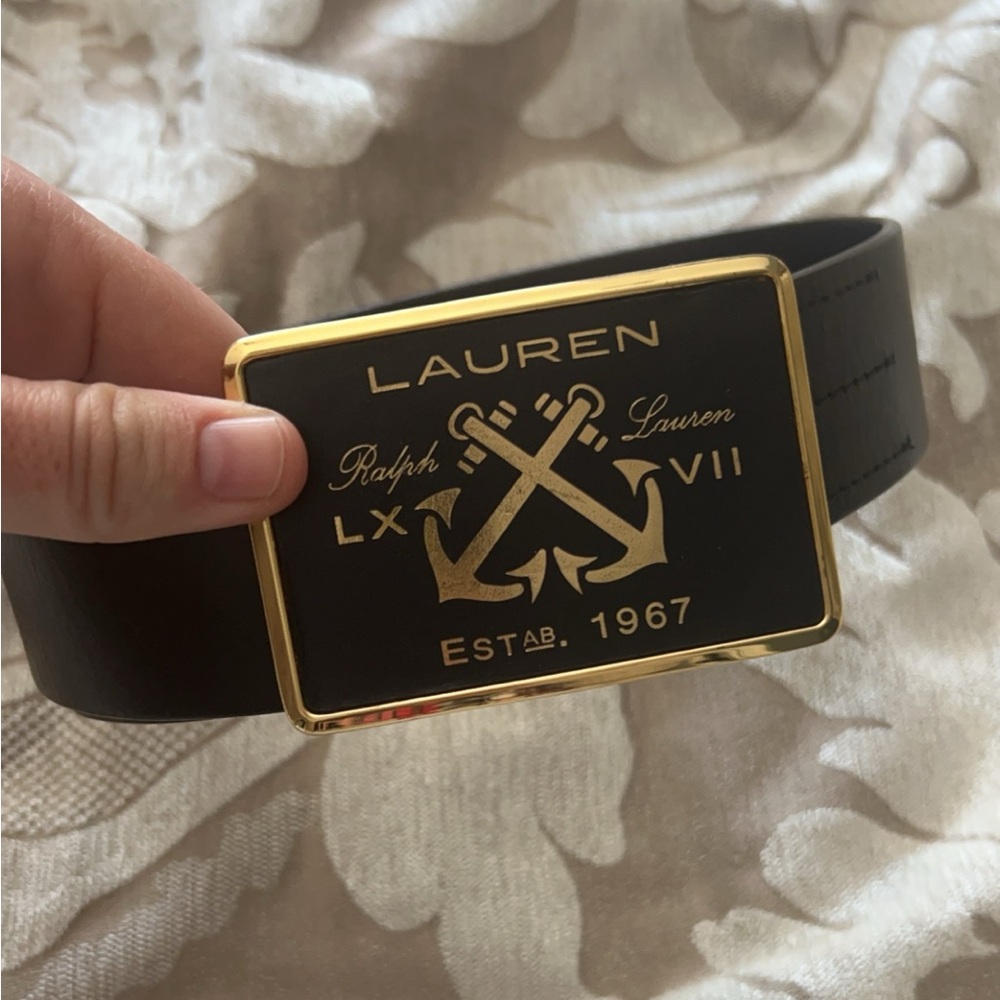 LAUREN
Ralph Lauren
LX VII
ESTAB. 1967